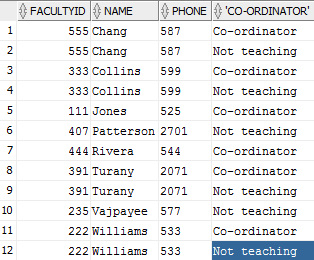 FACULTYID NAME PHONE 'CO-ORDINATOR'
1 555 Chang 587 Co-ordinator
2 555 Chang 587 Not teaching
3 333 Collins 599 Co-ordinator
4 333 Collins 599 Not teaching
5 111 Jones 525 Co-ordinator
6 407 Patterson 2701 Not teaching
7 444 Rivera 544 Co-ordinator
8 391 Turany 2071 Co-ordinator
9 391 Turany 2071 Not teaching
10 235 Vajpayee 577 Not teaching
11 222 Williams 533 Co-ordinator
12 222 Williams 533 Not teaching